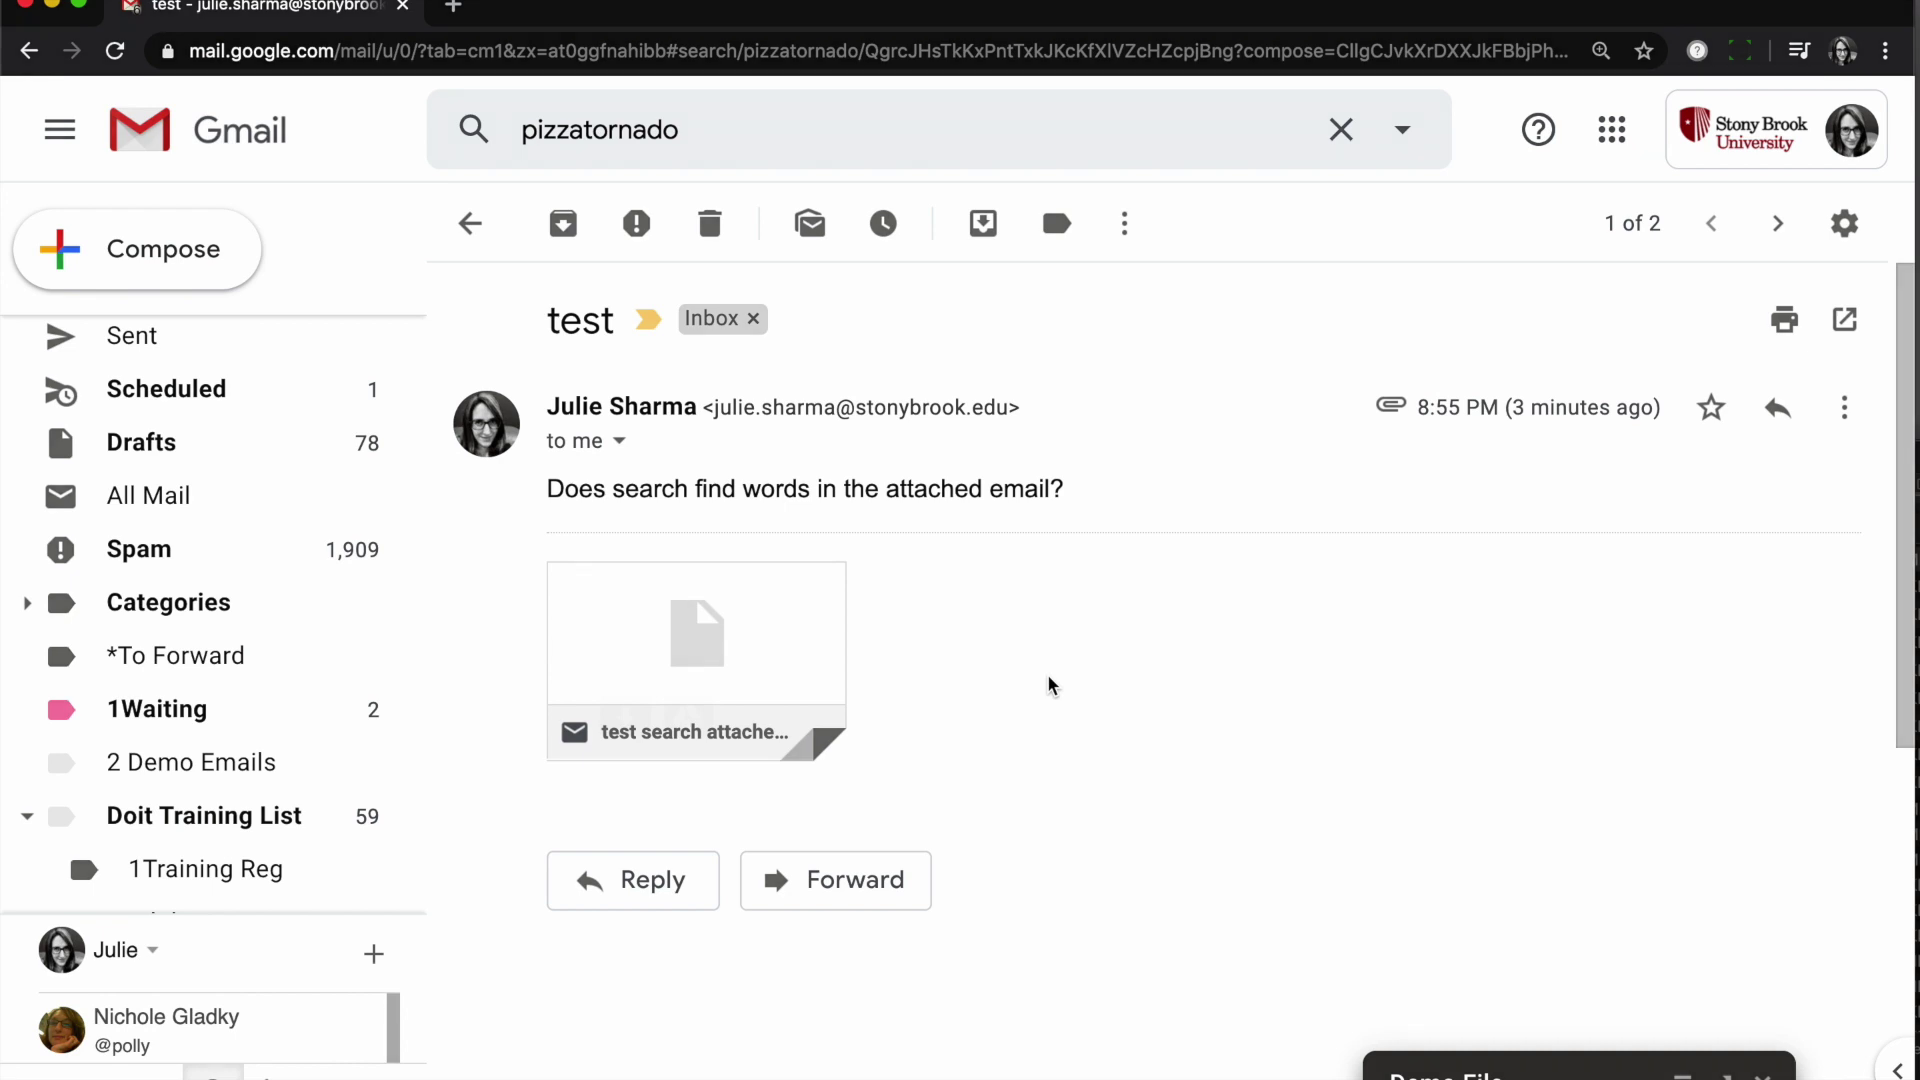 test - julie.sharma@stonybrook
mail.google.com/mail/u/0/?tab=cm1&zx=at0ggfnahibb#search/pizzatornado/QgrcJHsTkKxPntTxkJKcKfXlVZcHZcpjBng?compose=CllgCJvkXrDXXJkFBbjPh...
Gmail
pizzatornado
Stony Brook
University
Compose
1 of 2
test
Inbox
Sent
Scheduled 1
Drafts 78
All Mail
Spam 1,909
Categories
*To Forward
1Waiting 2
2 Demo Emails
Doit Training List 59
1Training Reg
Julie Sharma <julie.sharma@stonybrook.edu>
8:55 PM (3 minutes ago)
to me
Does search find words in the attached email?
test search attache...
Reply
Forward
Julie
Nichole Gladky
@polly